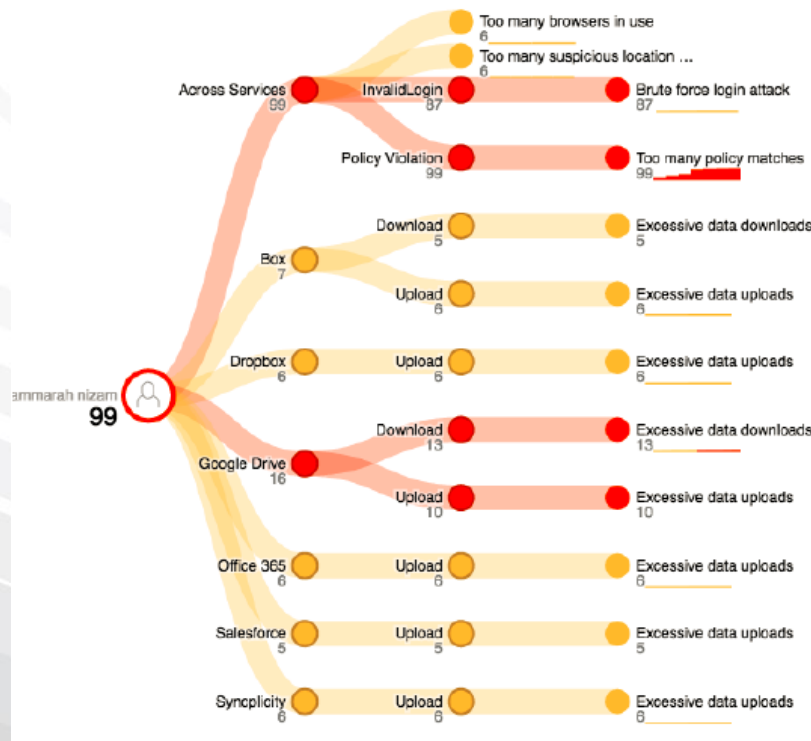 Too many browsers in use
6
Too many suspicious location ...
6
Across Services
99
InvalidLogin
87
Brute force login attack
87
Policy Violation
99
Too many policy matches
99
Download
5
Excessive data downloads
5
Box
7
Upload
6
Excessive data uploads
6
Dropbox
6
Upload
6
Excessive data uploads
6
ammarah nizam
99
Download
13
Excessive data downloads
13
Google Drive
16
Upload
10
Excessive data uploads
10
Office 365
6
Upload
6
Excessive data uploads
6
Salesforce
5
Upload
5
Excessive data uploads
5
Synoplicity
6
Upload
6
Excessive data uploads
6